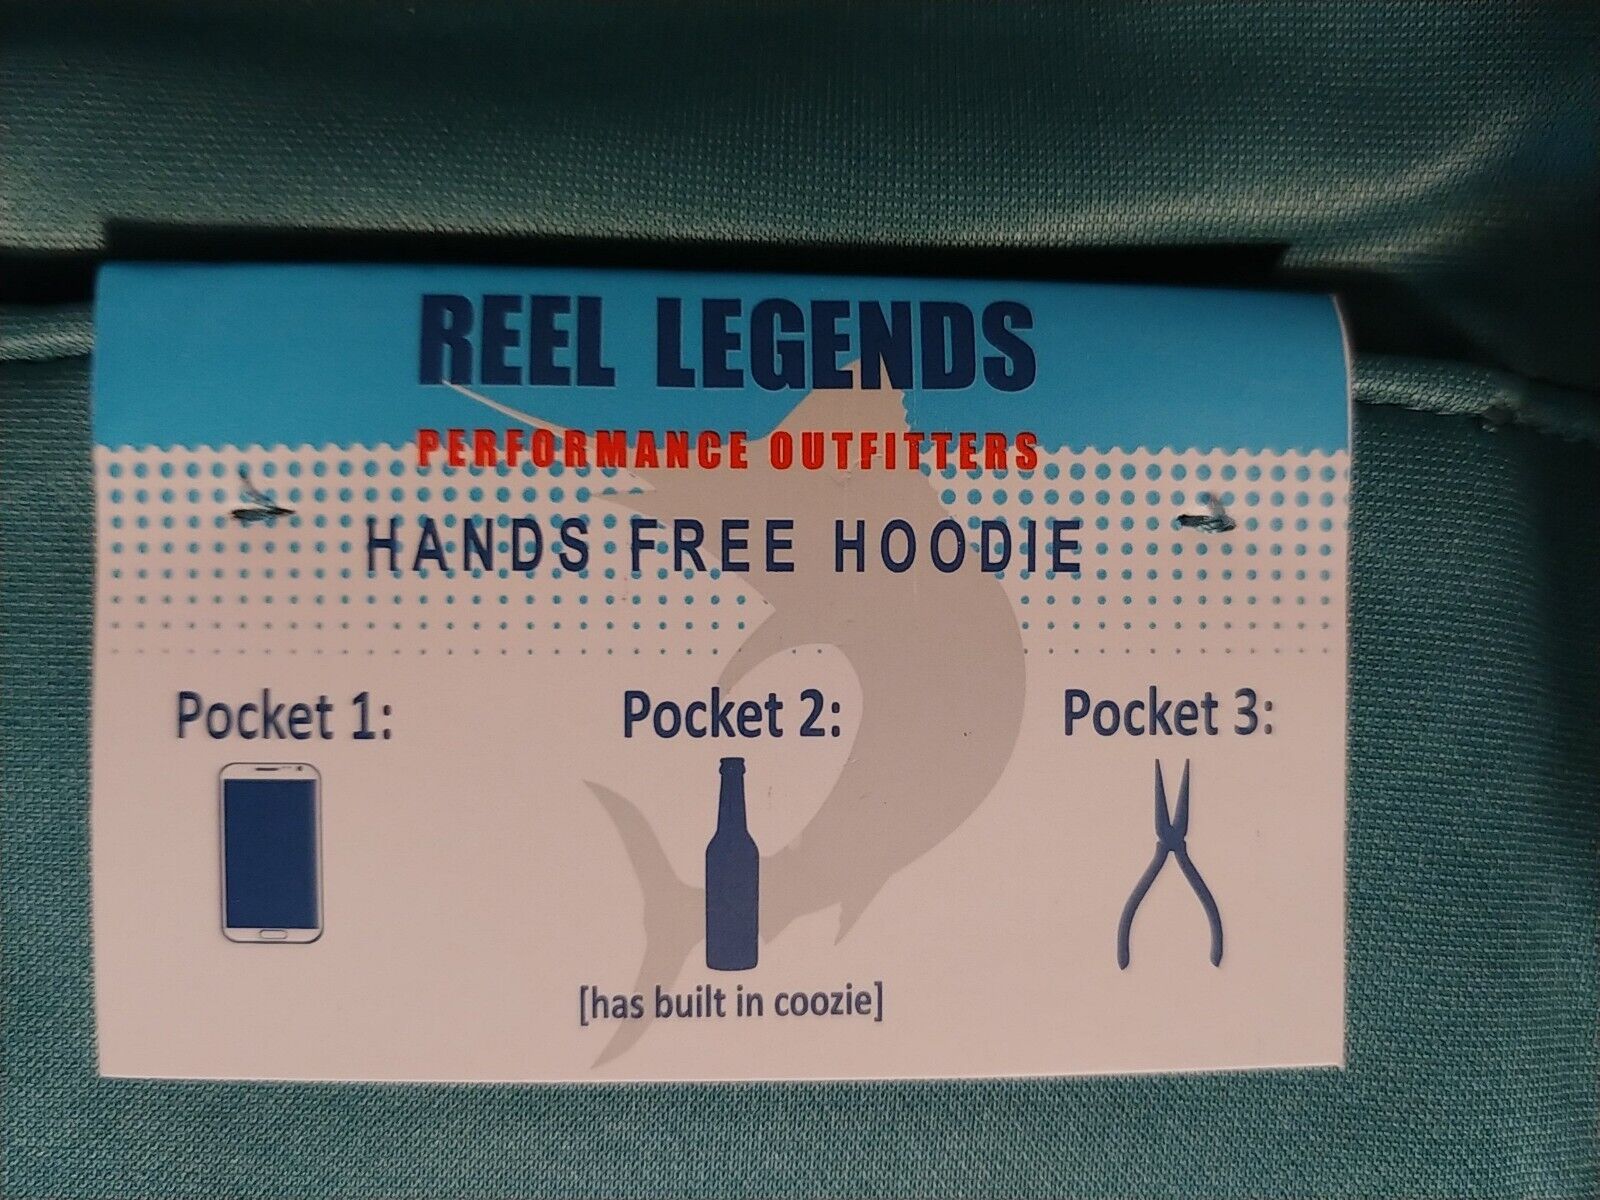 REEL LEGENDS
PERFORMANCE OUTFITTERS
HANDS FREE HOODIE
Pocket 1:
Pocket 2:
Pocket 3:
[has built in coozie]